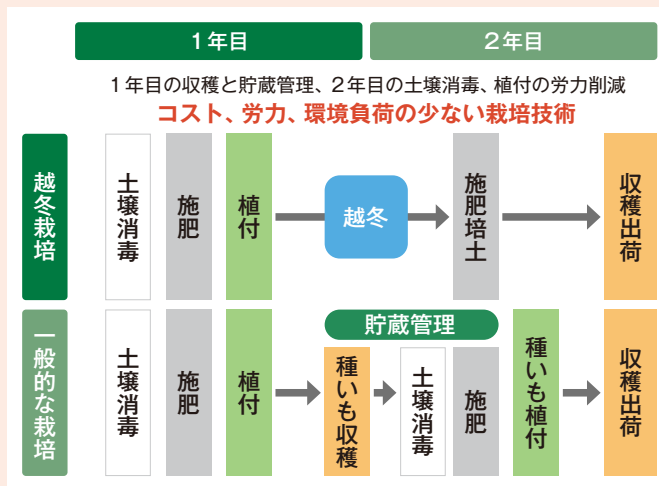 1年目
2年目
1年目の収穫と貯蔵管理、2年目の土壌消毒、植付の労力削減
コスト、労力、環境負荷の少ない栽培技術
越冬栽培
土壌消毒
施肥
植付
越冬
施肥培土
収穫出荷
一般的な栽培
貯蔵管理
土壌消毒
施肥
植付
種いも収穫
土壌消毒
施肥
種いも植付
収穫出荷